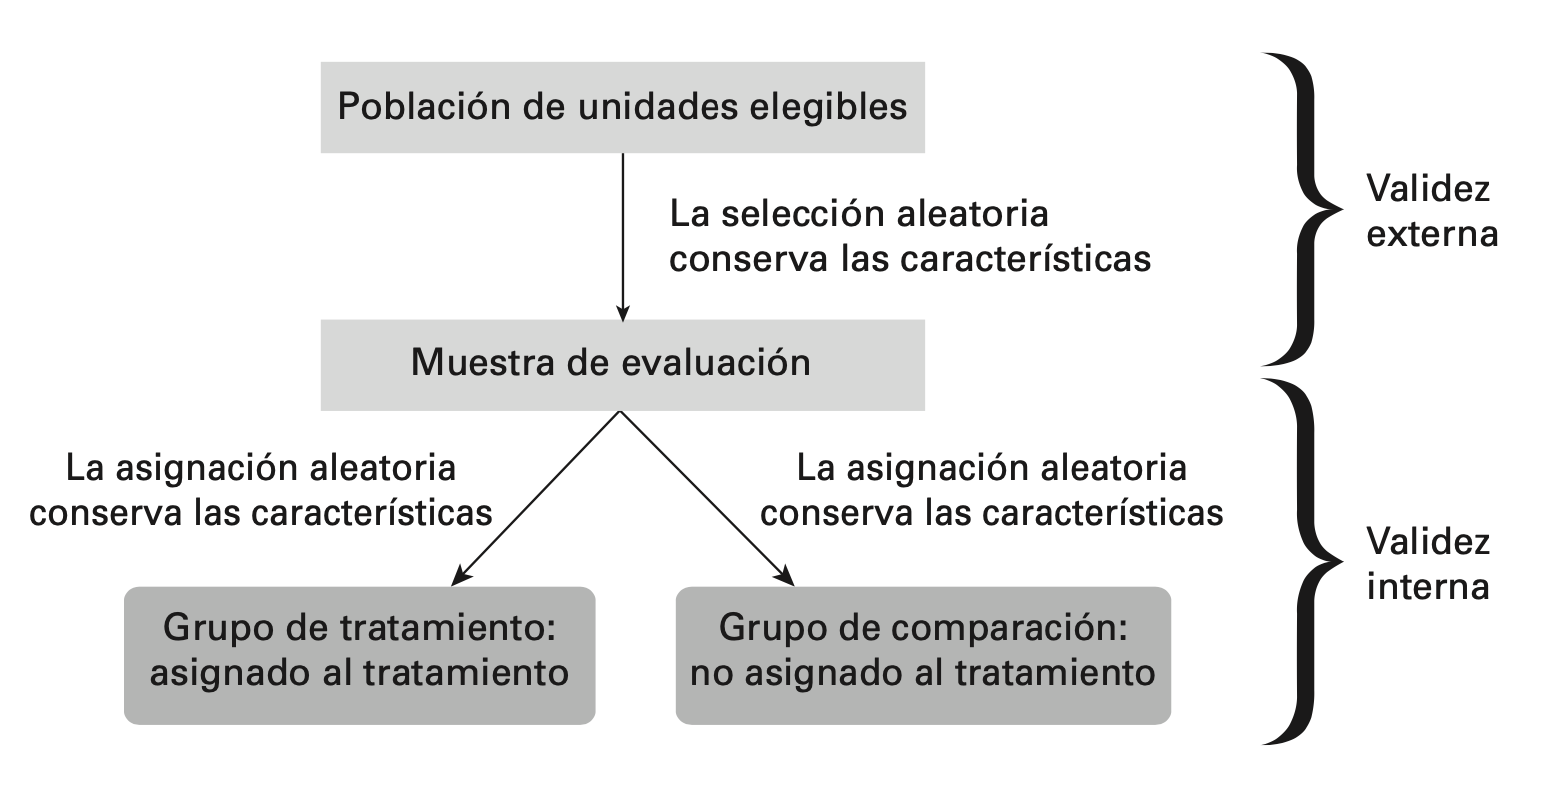 Población de unidades elegibles
La selección aleatoria
conserva las características
Validez
externa
Muestra de evaluación
La asignación aleatoria
conserva las características
La asignación aleatoria
conserva las características
Validez
interna
Grupo de tratamiento:
asignado al tratamiento
Grupo de comparación:
no asignado al tratamiento